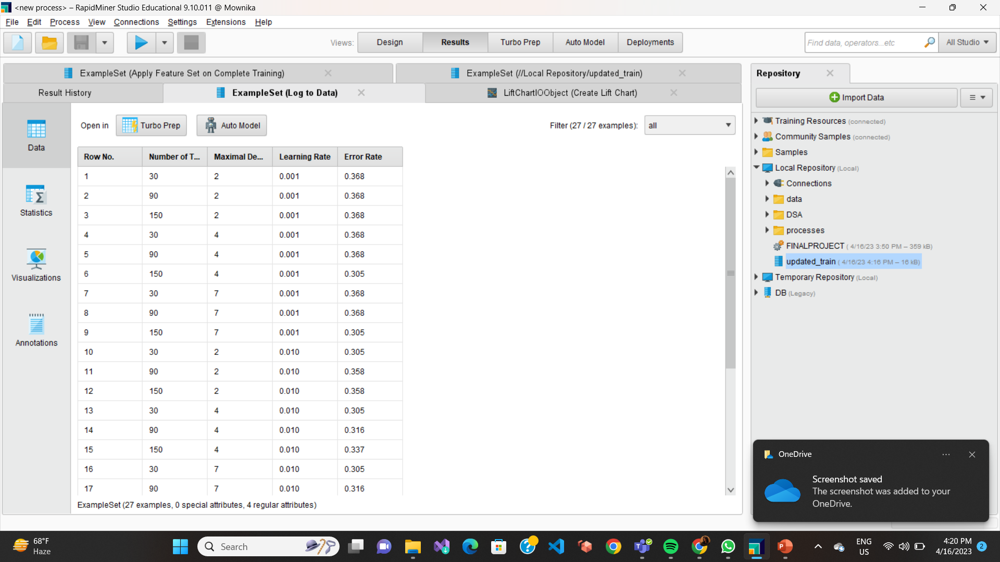 <new process> – RapidMiner Studio Educational 9.10.011 @ Mownika
File Edit Process View Connections Settings Extensions Help
Views: Design Results Turbo Prep Auto Model Deployments
Find data, operators...etc All Studio
ExampleSet (Apply Feature Set on Complete Training) ExampleSet (//Local Repository/updated_train)
Result History ExampleSet (Log to Data) LiftChartIOObject (Create Lift Chart)
Data
Statistics
Visualizations
Annotations
Open in Turbo Prep Auto Model Filter (27 / 27 examples): all
Row No. Number of T... Maximal De... Learning Rate Error Rate
1 30 2 0.001 0.368
2 90 2 0.001 0.368
3 150 2 0.001 0.368
4 30 4 0.001 0.368
5 90 4 0.001 0.368
6 150 4 0.001 0.305
7 30 7 0.001 0.368
8 90 7 0.001 0.368
9 150 7 0.001 0.305
10 30 2 0.010 0.305
11 90 2 0.010 0.358
12 150 2 0.010 0.358
13 30 4 0.010 0.305
14 90 4 0.010 0.316
15 150 4 0.010 0.337
16 30 7 0.010 0.305
17 90 7 0.010 0.316
ExampleSet (27 examples, 0 special attributes, 4 regular attributes)
Repository
Import Data
Training Resources (connected)
Community Samples (connected)
Samples
Local Repository (Local)
Connections
data
DSA
processes
FINALPROJECT ( 4/16/23 3:50 PM – 359 kB)
updated_train ( 4/16/23 4:16 PM – 16 kB)
Temporary Repository (Local)
DB (Legacy)
OneDrive
Screenshot saved
The screenshot was added to your
OneDrive.
68°F
Haze
Search
ENG
US
4:20 PM
4/16/2023
2